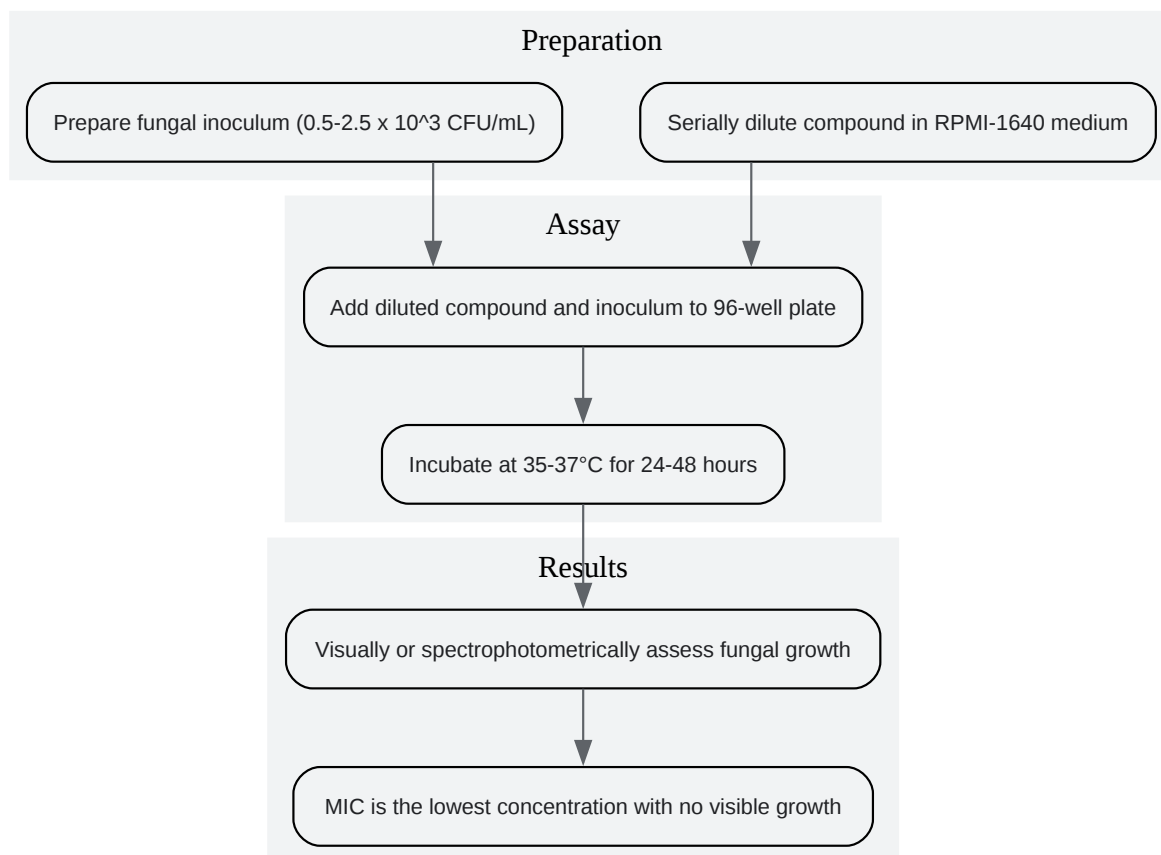 Preparation
Prepare fungal inoculum (0.5-2.5 x 10^3 CFU/mL)
Serially dilute compound in RPMI-1640 medium
Assay
Add diluted compound and inoculum to 96-well plate
Incubate at 35-37°C for 24-48 hours
Results
Visually or spectrophotometrically assess fungal growth
MIC is the lowest concentration with no visible growth